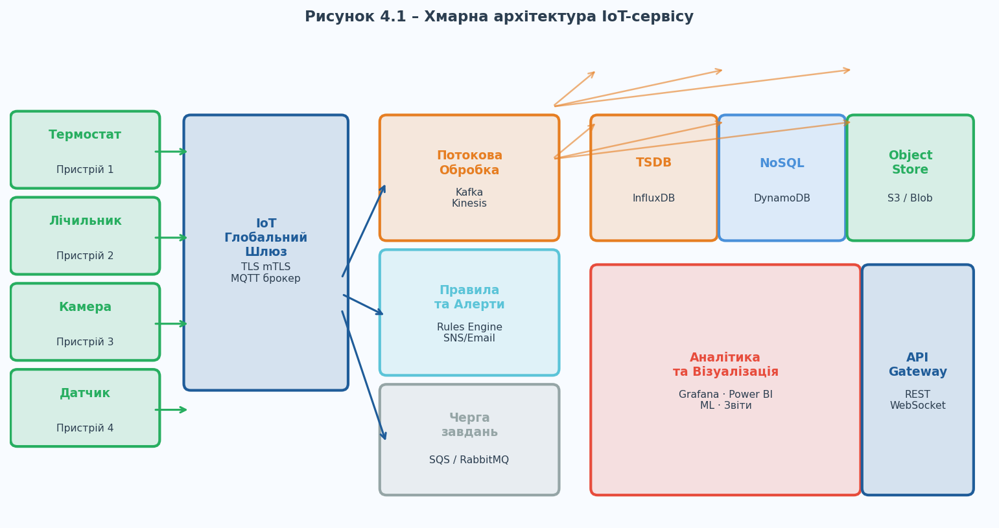 Рисунок 4.1 – Хмарна архітектура IoT-сервісу
Термостат
Пристрій 1
Лічильник
Пристрій 2
Камера
Пристрій 3
Датчик
Пристрій 4
IoT
Глобальний
Шлюз
TLS mTLS
MQTT брокер
Потокова
Обробка
Kafka
Kinesis
Правила
та Алерти
Rules Engine
SNS/Email
Черга
завдань
SQS / RabbitMQ
TSDB
InfluxDB
NoSQL
DynamoDB
Object
Store
S3 / Blob
Аналітика
та Візуалізація
Grafana · Power BI
ML · Звіти
API
Gateway
REST
WebSocket